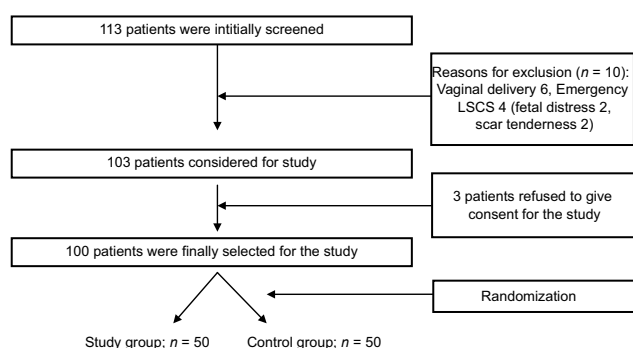 113 patients were intitially screened
Reasons for exclusion (n = 10):
Vaginal delivery 6, Emergency
LSCS 4 (fetal distress 2,
scar tenderness 2)
103 patients considered for study
3 patients refused to give
consent for the study
100 patients were finally selected for the study
Randomization
Study group; n = 50
Control group; n = 50